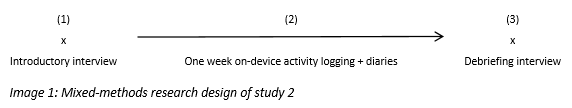 (1) (2) (3)
x x
Introductory interview One week on-device activity logging + diaries Debriefing interview
Image 1: Mixed-methods research design of study 2